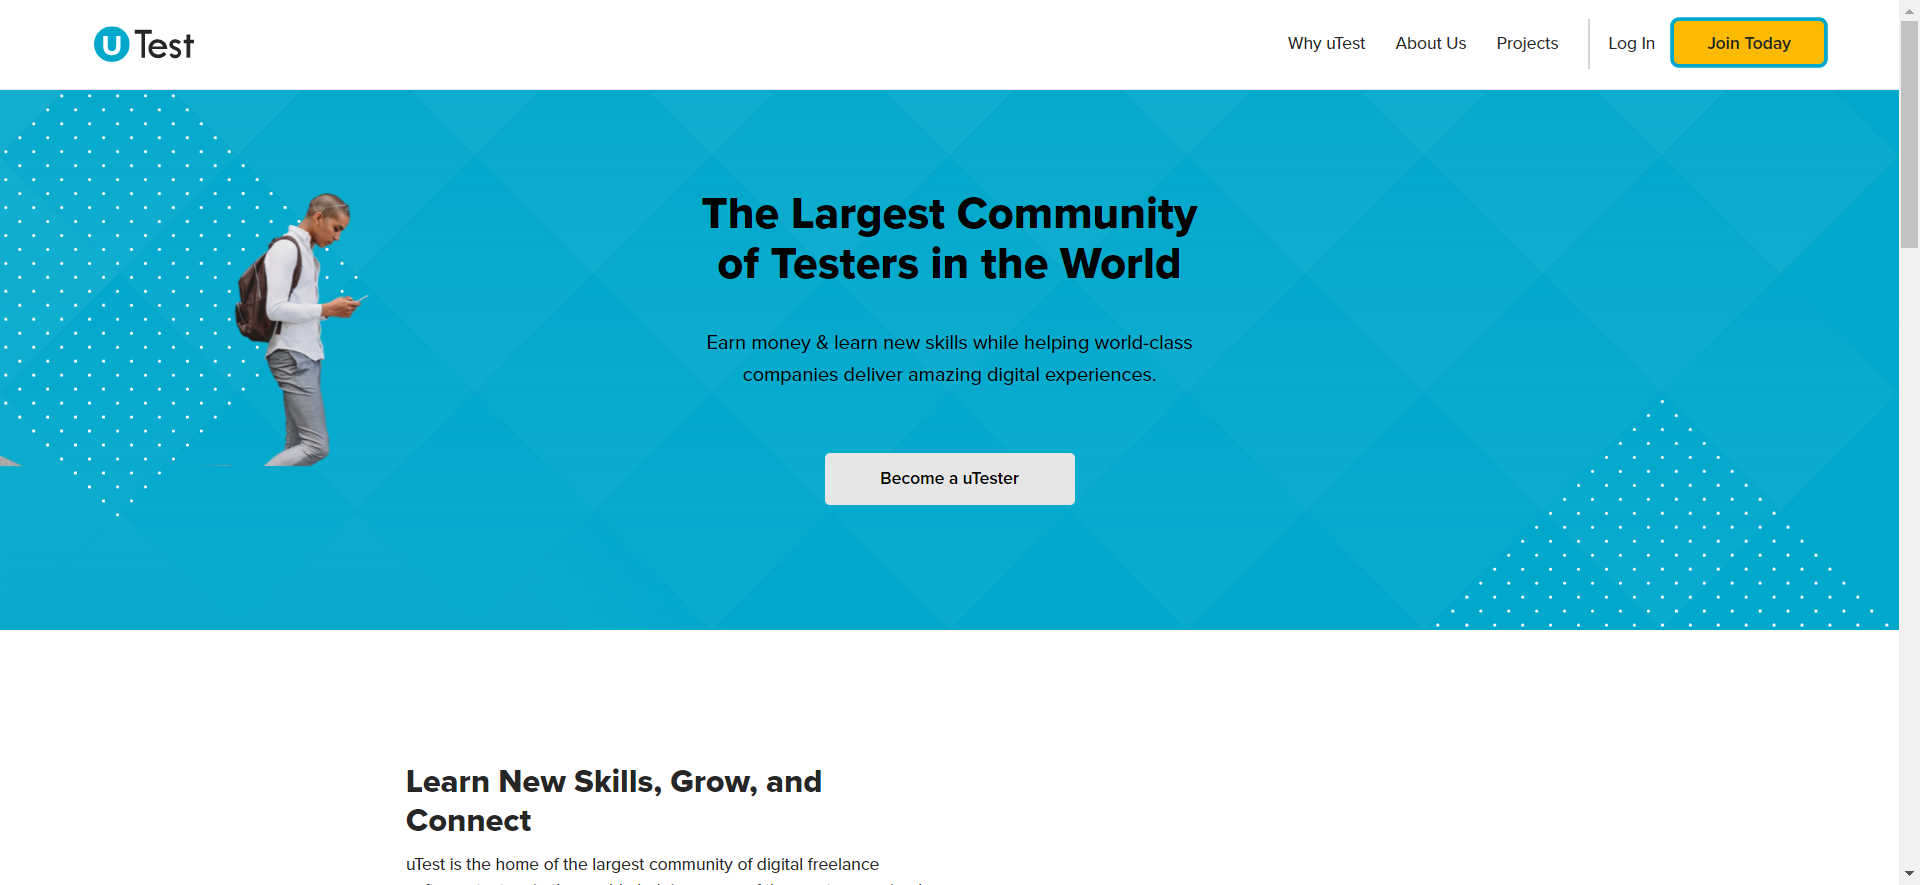 uTest
Why uTest
About Us
Projects
Log In
Join Today
The Largest Community
of Testers in the World
Earn money & learn new skills while helping world-class
companies deliver amazing digital experiences.
Become a uTester
Learn New Skills, Grow, and
Connect
uTest is the home of the largest community of digital freelance